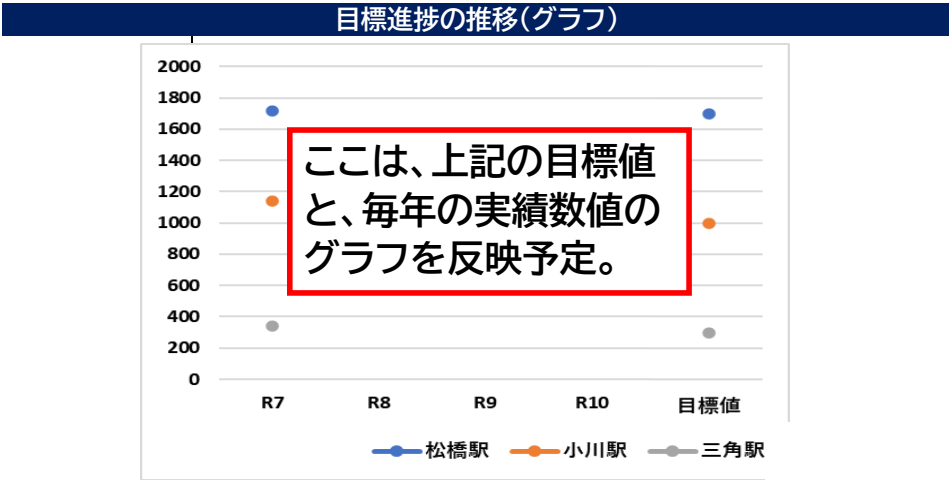 目標進捗の推移(グラフ)
2000
1800
1600
1400
1200
1000
800
600
400
200
0
ここは、上記の目標値
と、毎年の実績数値の
グラフを反映予定。
R7 R8 R9 R10 目標値
松橋駅 小川駅 三角駅